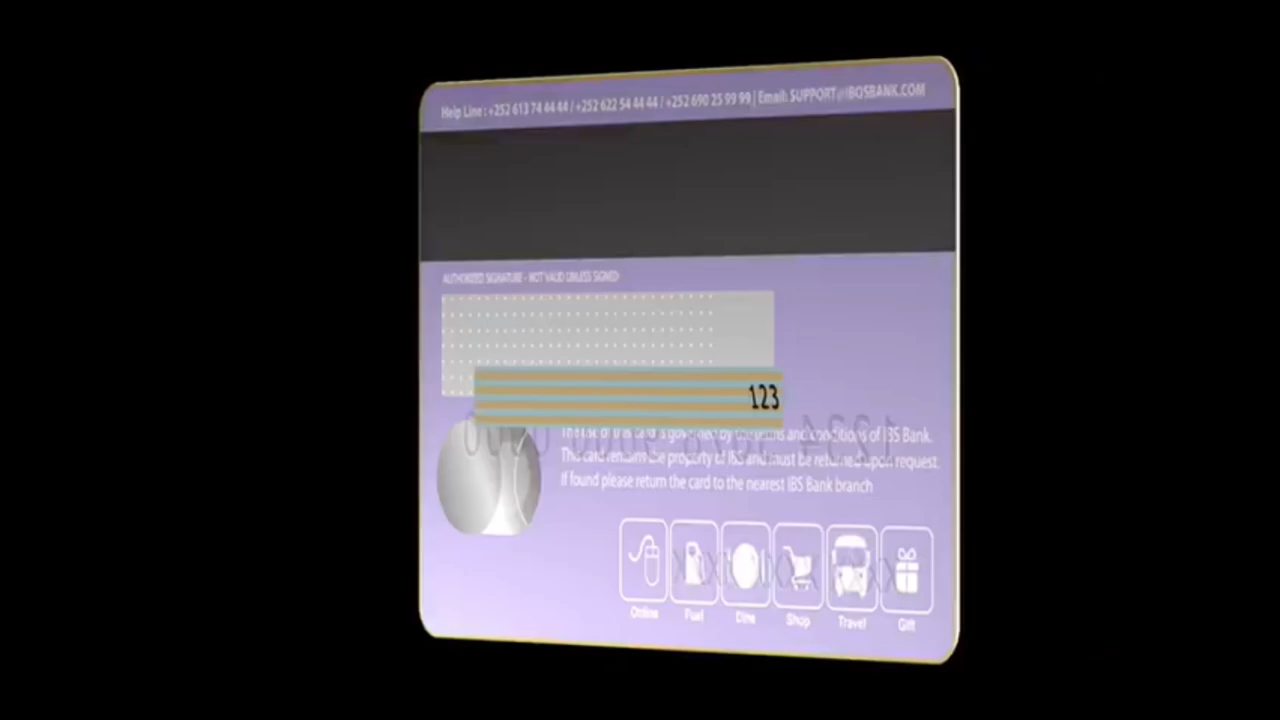 Help Line : +252 613 74 44 44 / +252 622 54 44 44 / +252 690 25 99 99 | Email: SUPPORT@IBOSBANK.COM
AUTHORIZED SIGNATURE - NOT VALID UNLESS SIGNED
123
The use of this card is governed by the terms and conditions of IBS Bank.
The card remains the property of IBS and must be returned upon request.
If found please return the card to the nearest IBS Bank branch
Online Fuel Dine Shop Travel Gift